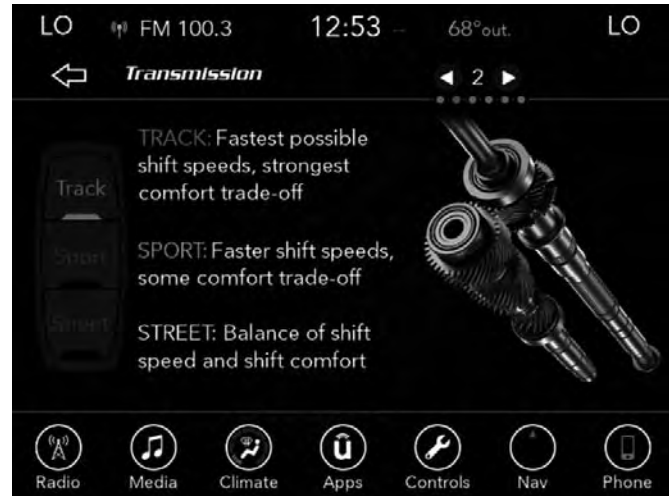 LO FM 100.3 12:53 -- 68°out. LO
Transmission 2
TRACK: Fastest possible
shift speeds, strongest
comfort trade-off
Track
SPORT: Faster shift speeds,
some comfort trade-off
Sport
STREET: Balance of shift
speed and shift comfort
Street
û
Radio Media Climate Apps Controls Nav Phone